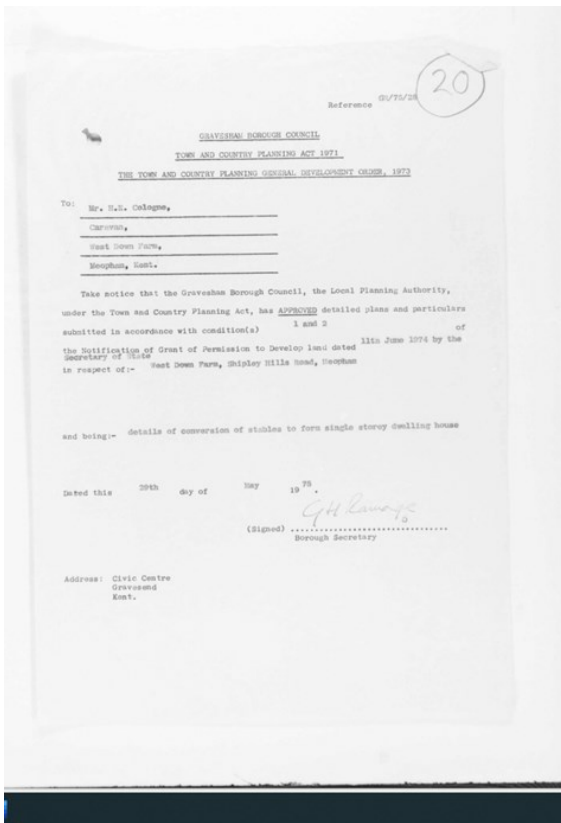 20
Reference GR/75/28
GRAVESHAM BOROUGH COUNCIL
TOWN AND COUNTRY PLANNING ACT 1971
THE TOWN AND COUNTRY PLANNING GENERAL DEVELOPMENT ORDER, 1973
To: Mr. Cologne,
Caravan,
West Down Farm,
Meopham, Kent.
Take notice that the Gravesham Borough Council, the Local Planning Authority,
under the Town and Country Planning Act, has APPROVED detailed plans and particulars
submitted in accordance with condition(s) 1 and 2 of
the Notification of Grant of Permission to Develop land dated 11th June 1974 by the
Secretary of State
in respect of:- West Down Farm, Shipley Hills Road, Meopham
and being:- details of conversion of stables to form single storey dwelling house
Dated this 28th day of May 1975.
(Signed) ................................
Borough Secretary
Address: Civic Centre
Gravesend
Kent.